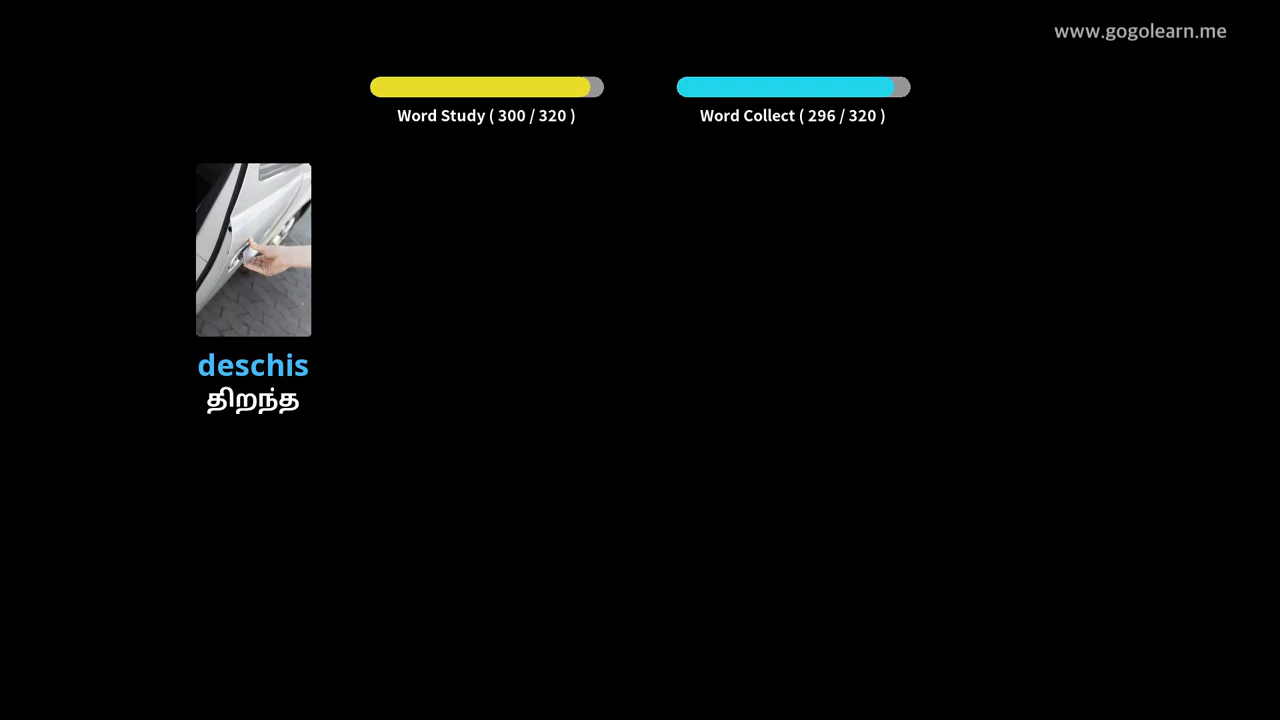 www.gogolearn.me
Word Study ( 300 / 320 )
Word Collect ( 296 / 320 )
deschis
திறந்த